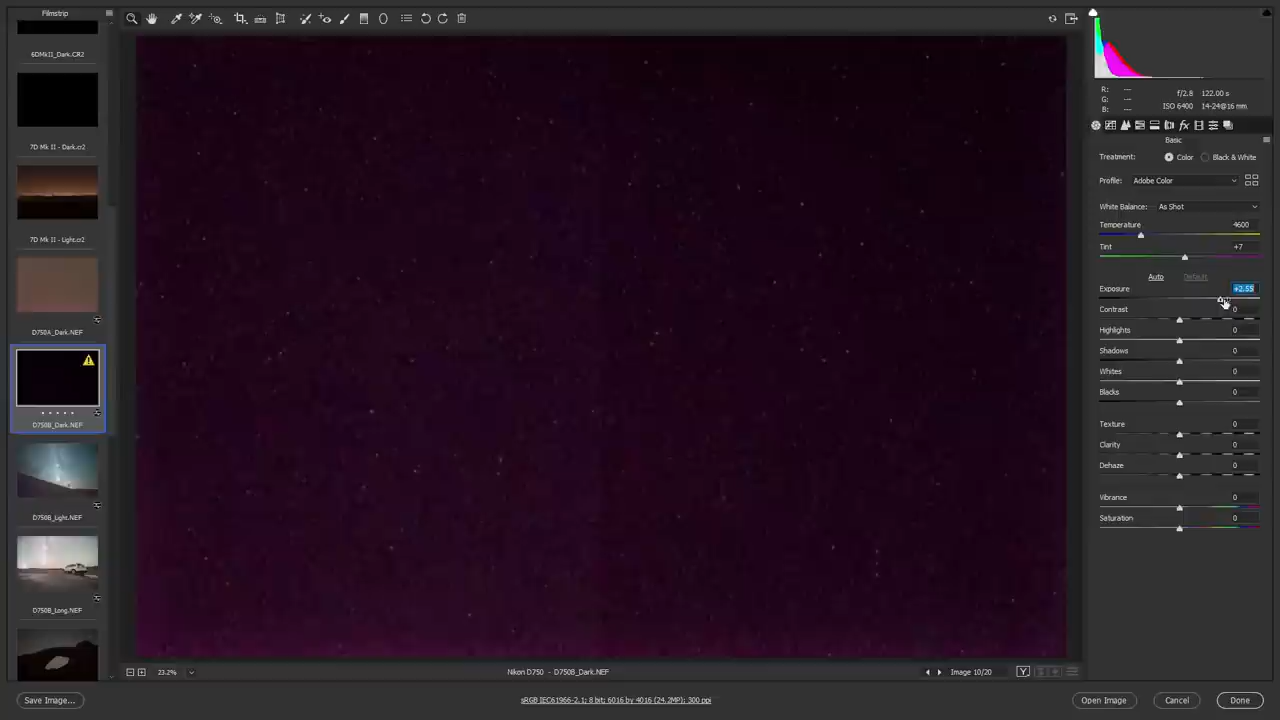 Filmstrip
6DMkII_Dark.CR2
7D Mk II - Dark.cr2
7D Mk II - Light.cr2
D750A_Dark.NEF
D750B_Dark.NEF
D750B_Light.NEF
D750B_Long.NEF
23.2%
Nikon D750 - D750B_Dark.NEF
Y
Image 10/20
Save Image...
sRGB IEC61966-2.1; 8 bit; 6016 by 4016 (24.2MP); 300 ppi
Open Image
Cancel
Done
R: ---
G: ---
B: ---
f/2.8 122.00 s
ISO 6400 14-24@16 mm
fx
Basic
Treatment: Color Black & White
Profile: Adobe Color
White Balance: As Shot
Temperature 4600
Tint +7
Auto Default
Exposure +2.55
Contrast 0
Highlights 0
Shadows 0
Whites 0
Blacks 0
Texture 0
Clarity 0
Dehaze 0
Vibrance 0
Saturation 0